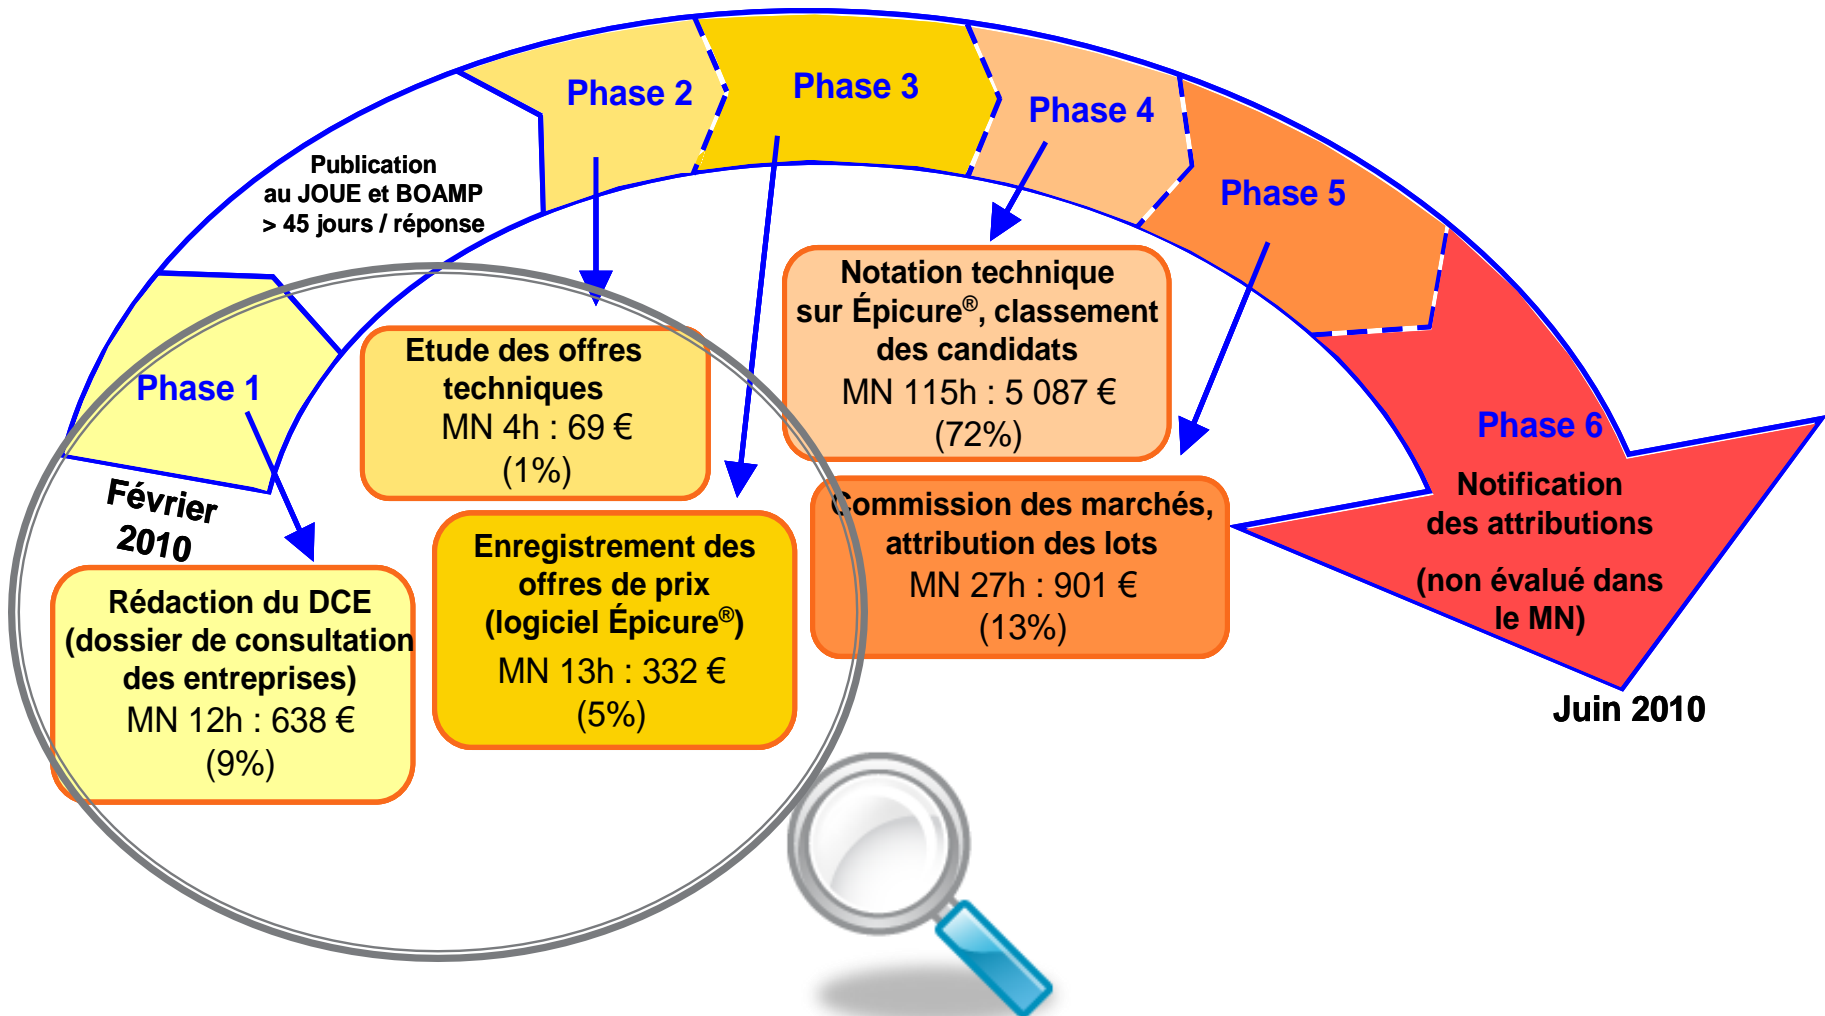 Phase 1
Février
2010
Rédaction du DCE
(dossier de consultation
des entreprises)
MN 12h : 638 €
(9%)
Publication
au JOUE et BOAMP
> 45 jours / réponse
Phase 2
Etude des offres
techniques
MN 4h : 69 €
(1%)
Phase 3
Enregistrement des
offres de prix
(logiciel Épicure®)
MN 13h : 332 €
(5%)
Phase 4
Notation technique
sur Épicure®, classement
des candidats
MN 115h : 5 087 €
(72%)
Phase 5
Commission des marchés,
attribution des lots
MN 27h : 901 €
(13%)
Phase 6
Notification
des attributions
(non évalué dans
le MN)
Juin 2010